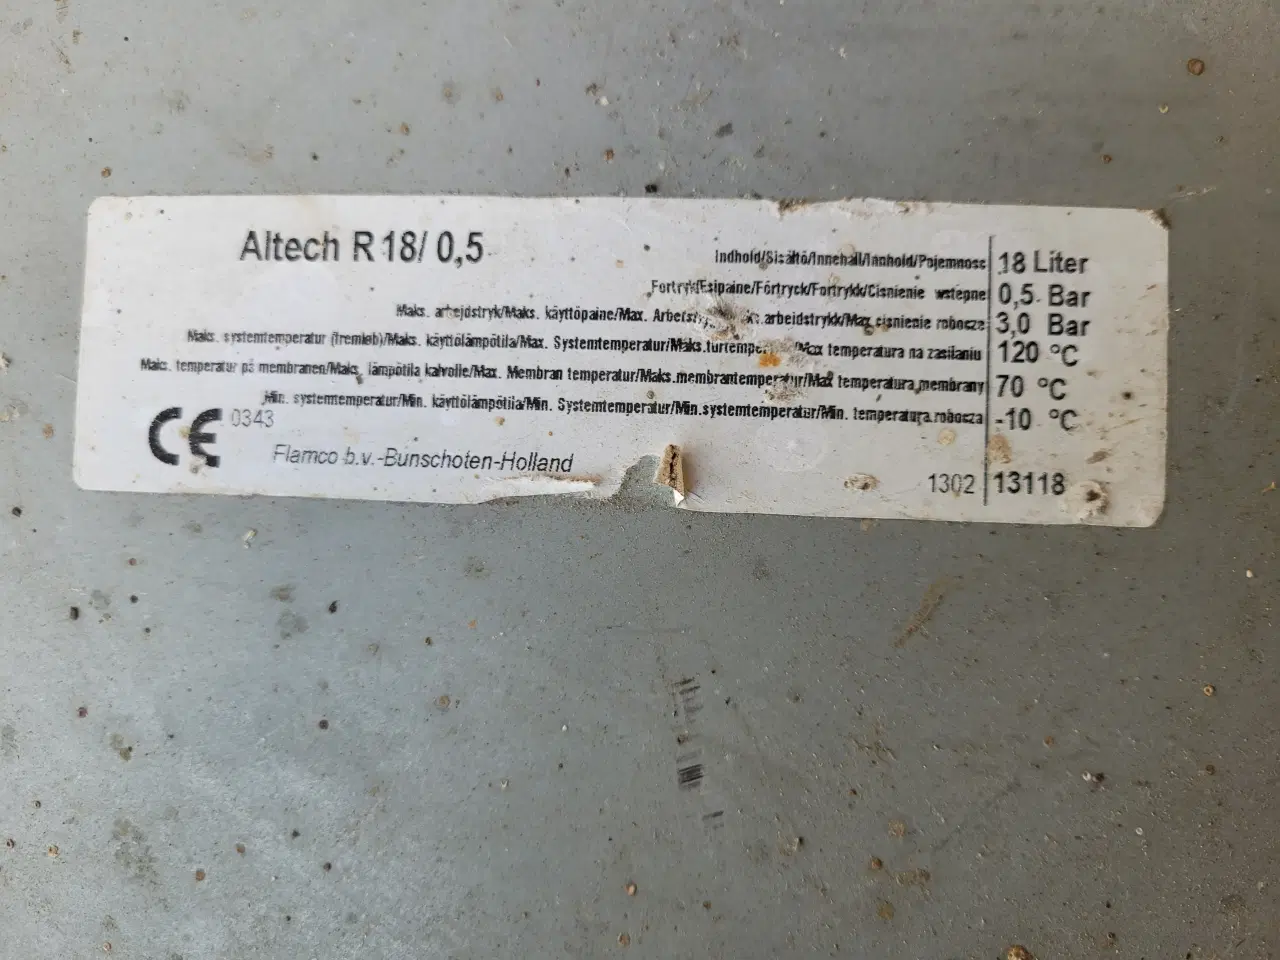 Altech R 18/ 0,5
Indhold/Sisältö/Innehall/Innhold/Pojemnosc 18 Liter
Fortryk/Esipaine/Förtryck/Fortrykk/Cisnienie wstepne 0,5 Bar
Maks. arbejdstryk/Maks. käyttöpaine/Max. arbeidstrykk/Max cisnienie robocze 3,0 Bar
Maks. systemtemperatur (fremløb)/Maks. käyttölämpötila/Max. Systemtemperatur/Maks.turtemp Max temperatura na zasilaniu 120 °C
Maks. temperatur på membranen/Maks. lämpötila kalvolle/Max. Membran temperatur/Maks.membrantemperatur/Max temperatura membrany 70 °C
Min. systemtemperatur/Min. käyttölämpötila/Min. Systemtemperatur/Min.systemtemperatur/Min. temperatura robocza -10 °C
CE 0343
Flamco b.v.-Bunschoten-Holland
1302 13118